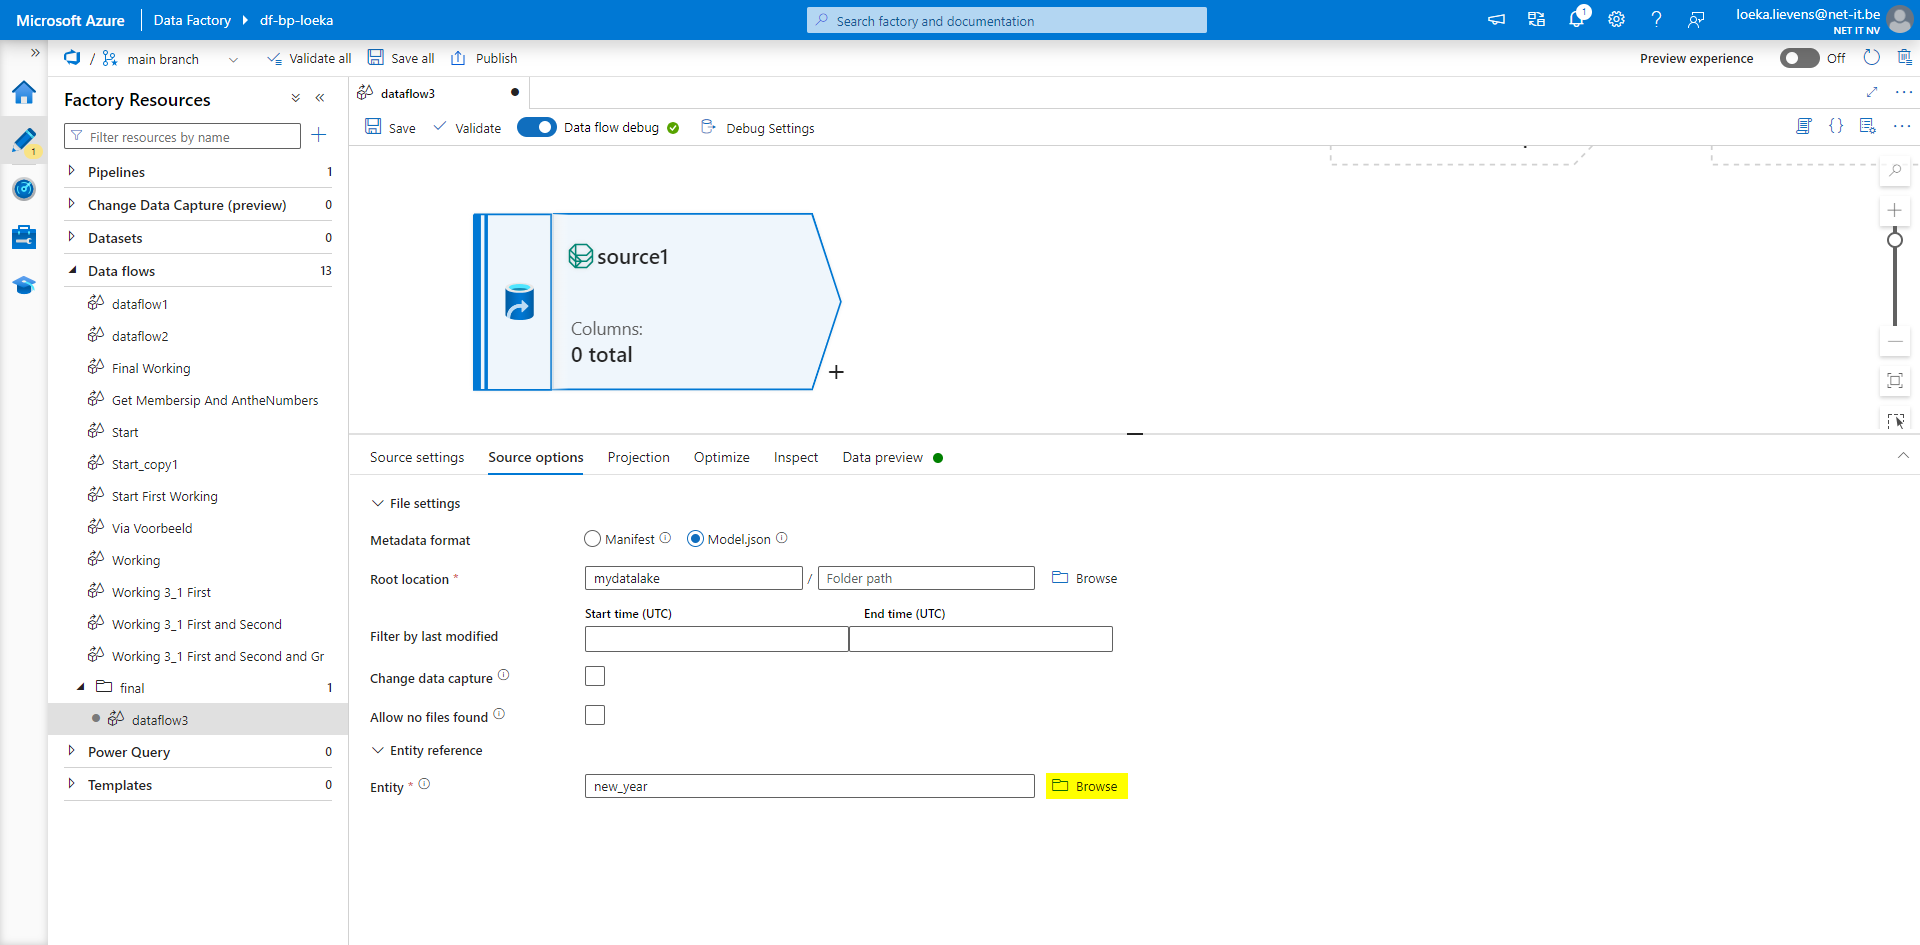 Microsoft Azure Data Factory df-bp-loeka Search factory and documentation 1 loeka.lievens@net-it.be
NET IT NV
/ main branch Validate all Save all Publish Preview experience Off
Factory Resources
Filter resources by name
1
Pipelines 1
Change Data Capture (preview) 0
Datasets 0
Data flows 13
dataflow1
dataflow2
Final Working
Get Membersip And AntheNumbers
Start
Start_copy1
Start First Working
Via Voorbeeld
Working
Working 3_1 First
Working 3_1 First and Second
Working 3_1 First and Second and Gr
final 1
dataflow3
Power Query 0
Templates 0
dataflow3
Save Validate Data flow debug Debug Settings
source1
Columns:
0 total
Source settings Source options Projection Optimize Inspect Data preview
File settings
Metadata format Manifest Model.json
Root location * mydatalake / Folder path Browse
Start time (UTC) End time (UTC)
Filter by last modified
Change data capture
Allow no files found
Entity reference
Entity * new_year Browse